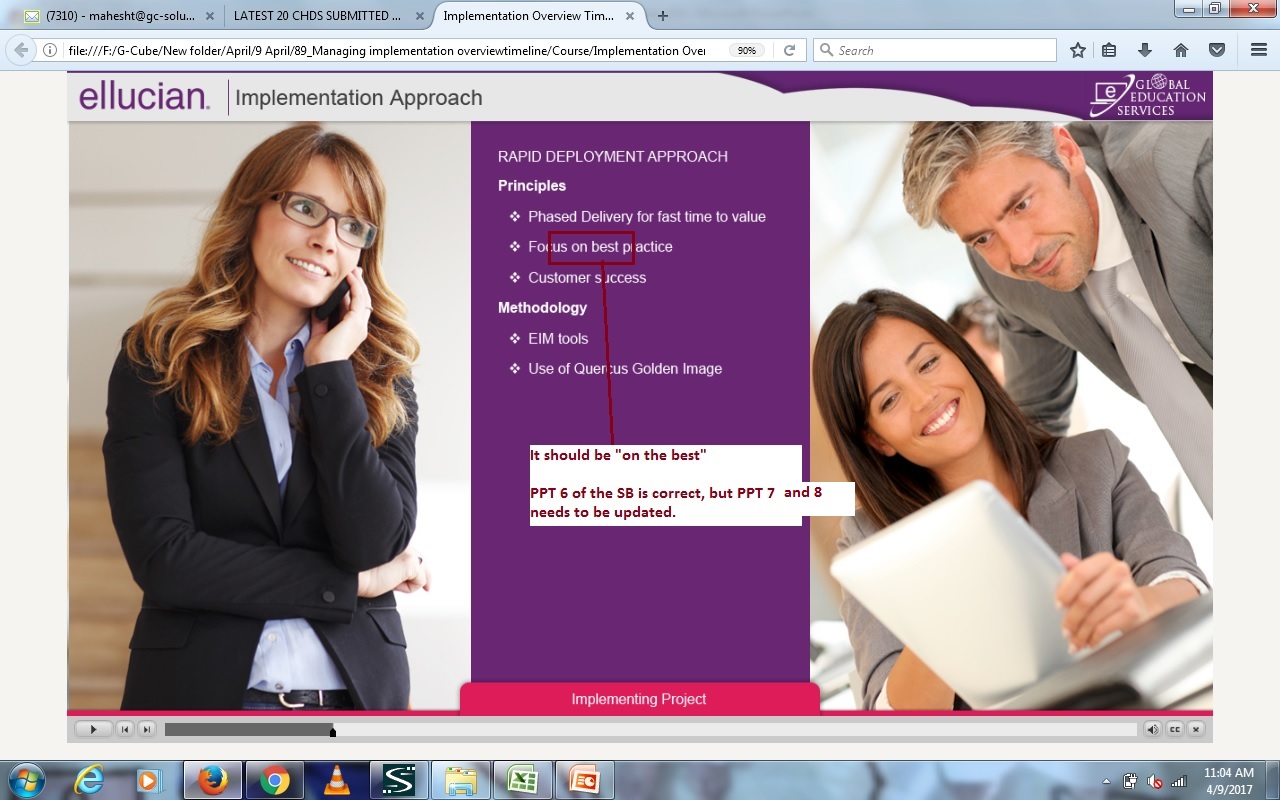 (7310) - mahesht@gc-solu...
LATEST 20 CHDS SUBMITTED ...
Implementation Overview Tim...
file:///F:/G-Cube/New folder/April/9 April/89_Managing implementation overviewtimeline/Course/Implementation Over
90%
Search
ellucian.
Implementation Approach
e
GLOBAL
EDUCATION
SERVICES
RAPID DEPLOYMENT APPROACH
Principles
❖ Phased Delivery for fast time to value
❖ Focus on best practice
❖ Customer success
Methodology
❖ EIM tools
❖ Use of Quercus Golden Image
It should be "on the best"
PPT 6 of the SB is correct, but PPT 7 and 8
needs to be updated.
Implementing Project
CC
11:04 AM
4/9/2017